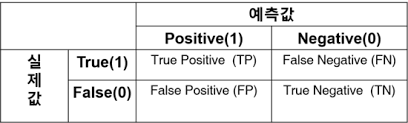 예측값
Positive(1) Negative(0)
실제값
True(1) True Positive (TP) False Negative (FN)
False(0) False Positive (FP) True Negative (TN)